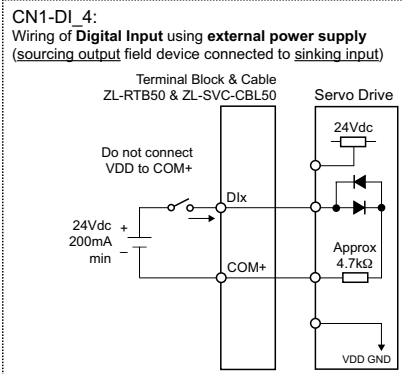 CN1-DI_4:
Wiring of Digital Input using external power supply
(sourcing output field device connected to sinking input)
Terminal Block & Cable
ZL-RTB50 & ZL-SVC-CBL50
Servo Drive
24Vdc
Do not connect
VDD to COM+
DIx
24Vdc
200mA
min
+
–
Approx
4.7kΩ
COM+
VDD GND